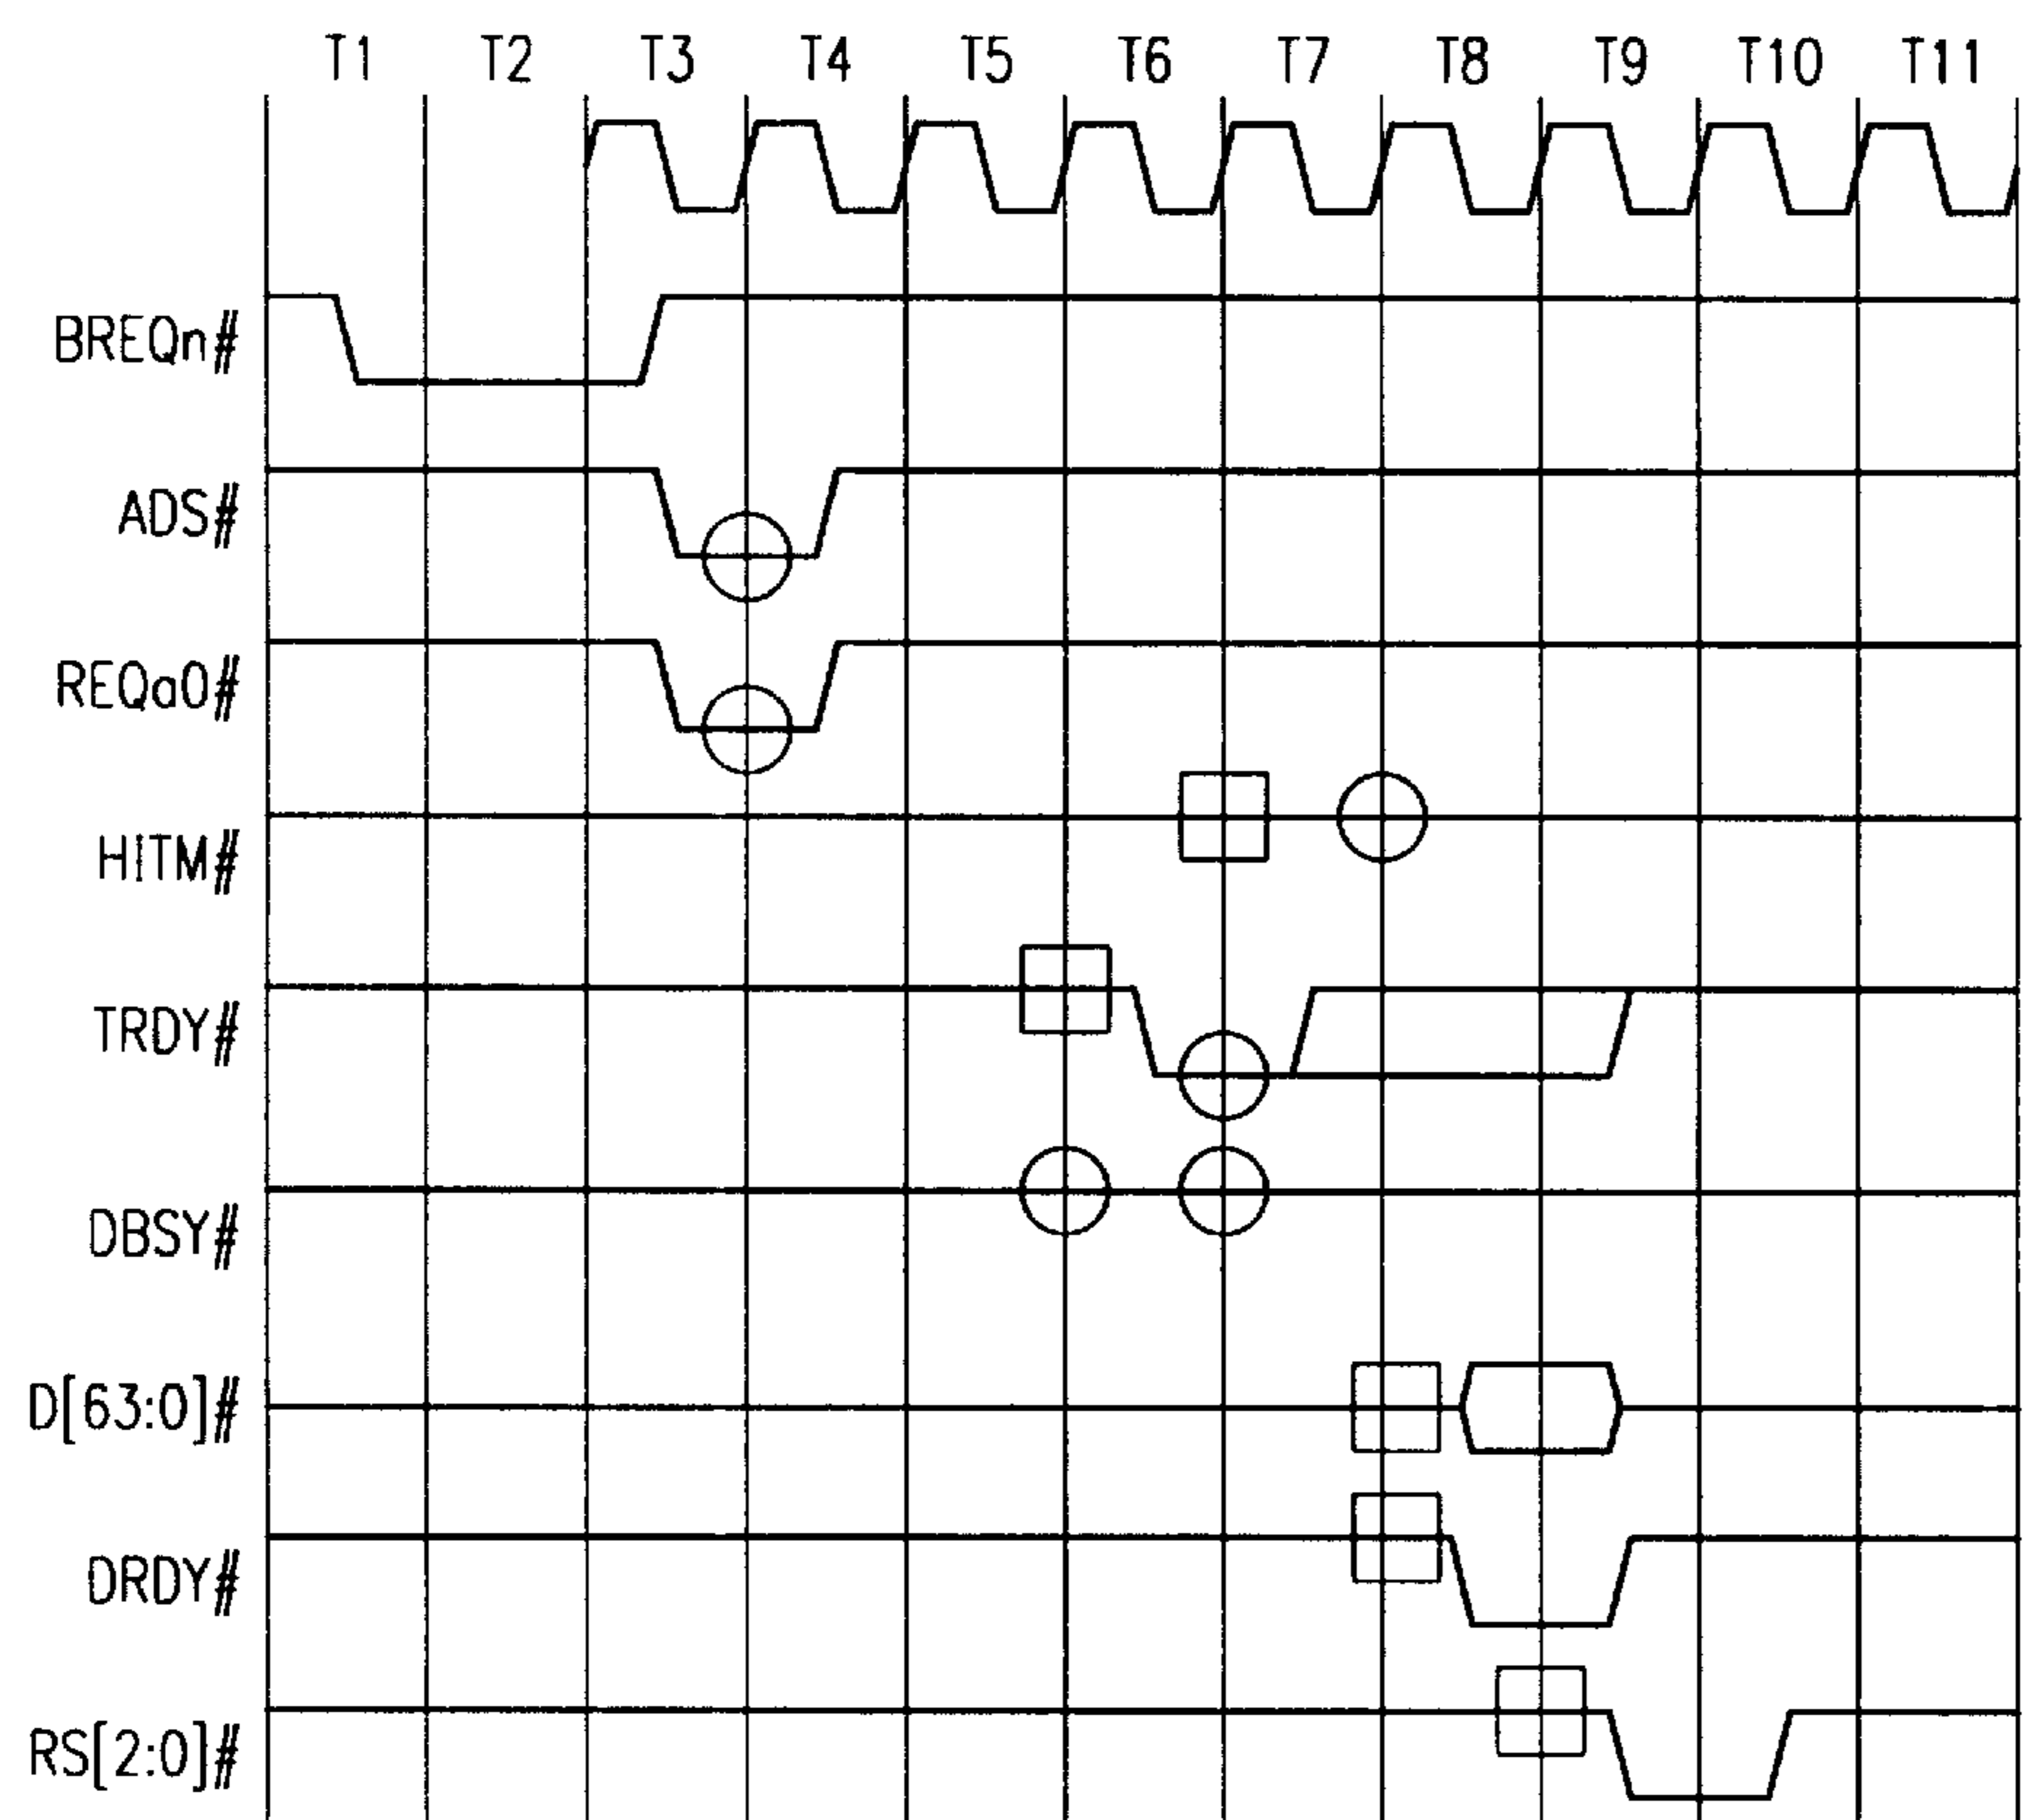 T1 T2 T3 T4 T5 T6 T7 T8 T9 T10 T11
BREQn#
ADS#
REQa0#
HITM#
TRDY#
DBSY#
D[63:0]#
DRDY#
RS[2:0]#